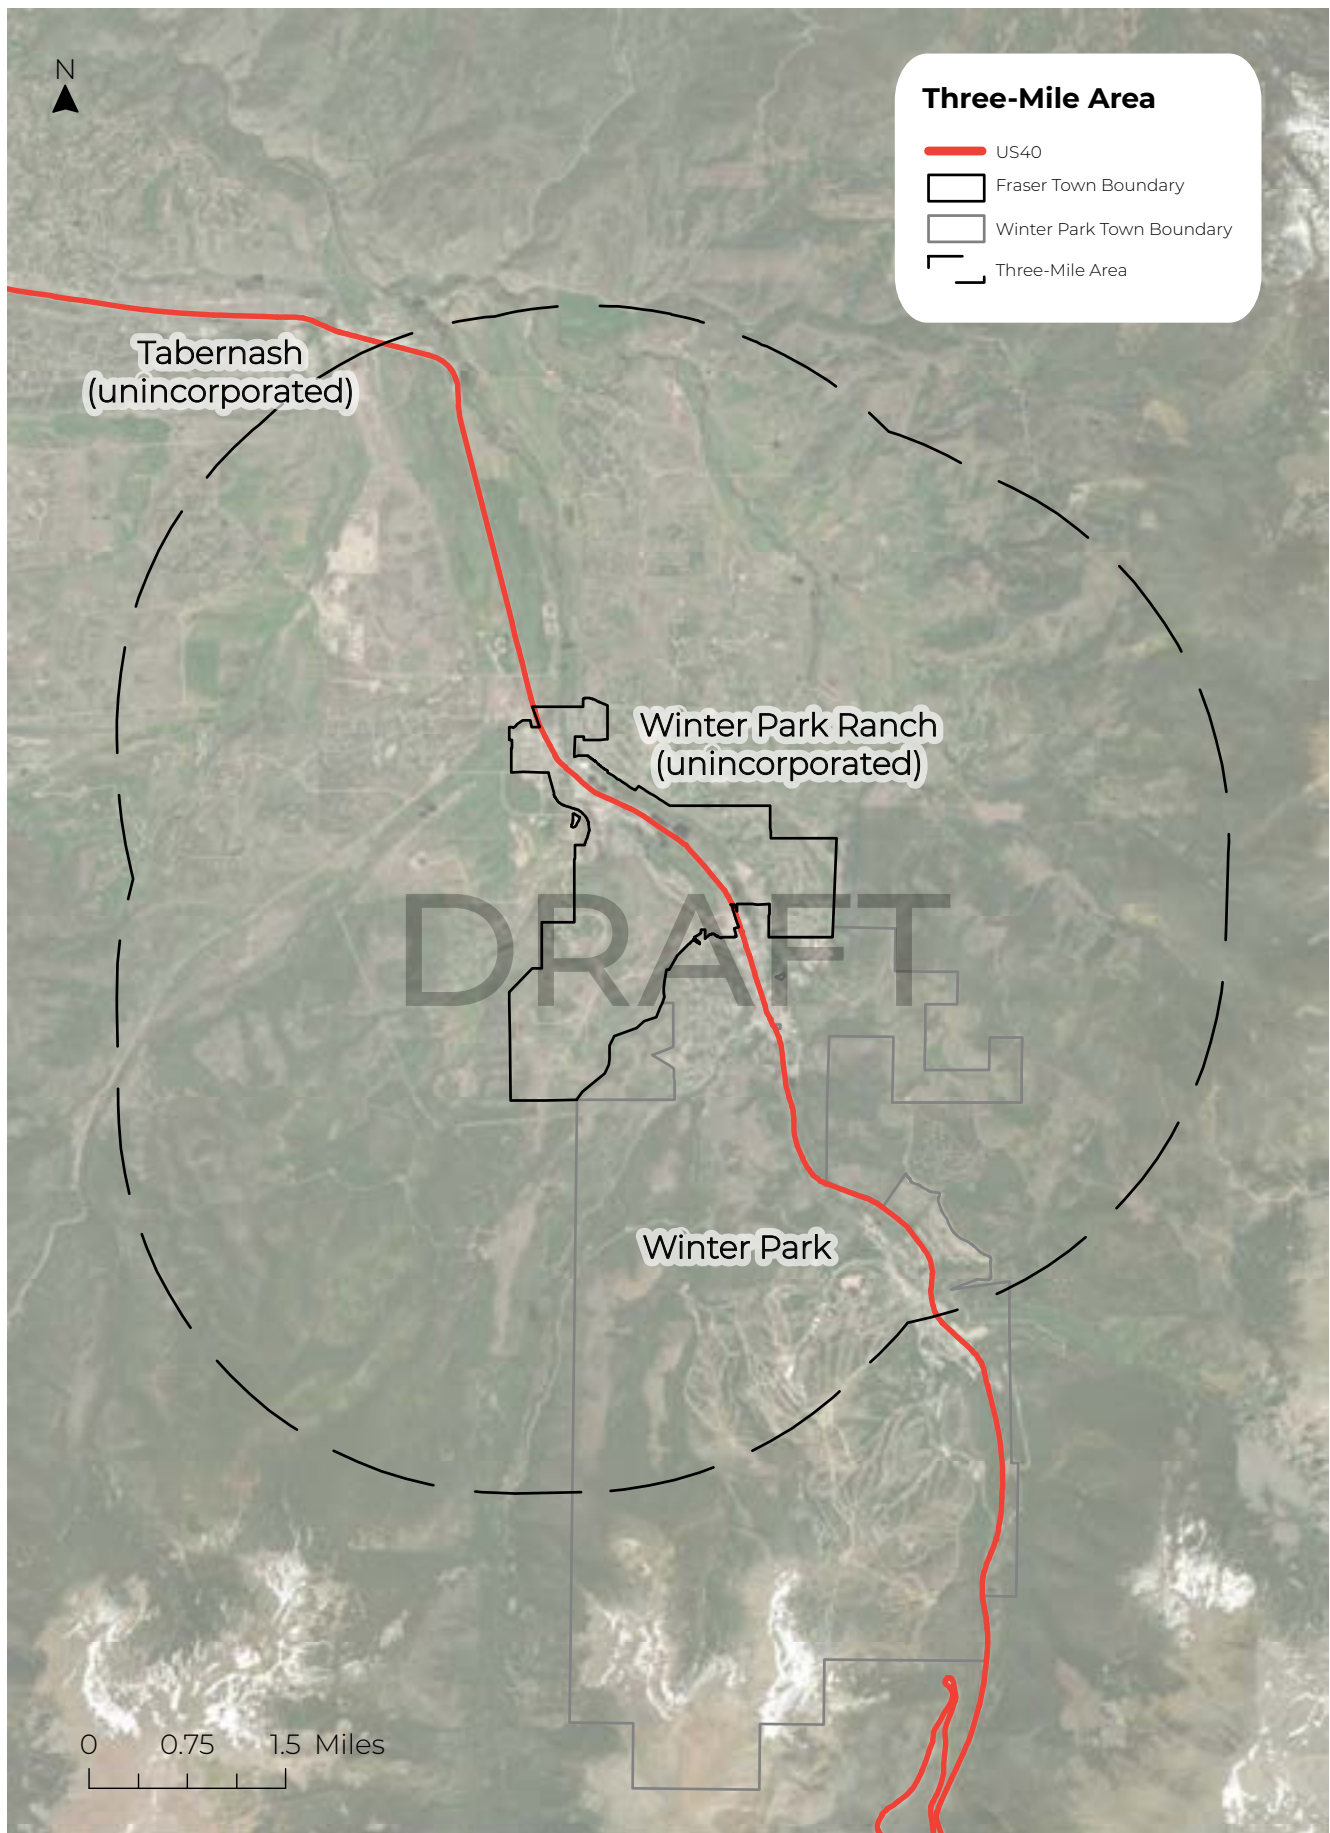 N
Three-Mile Area
US40
Fraser Town Boundary
Winter Park Town Boundary
Three-Mile Area
Tabernash
(unincorporated)
Winter Park Ranch
(unincorporated)
DRAFT
Winter Park
0 0.75 1.5 Miles